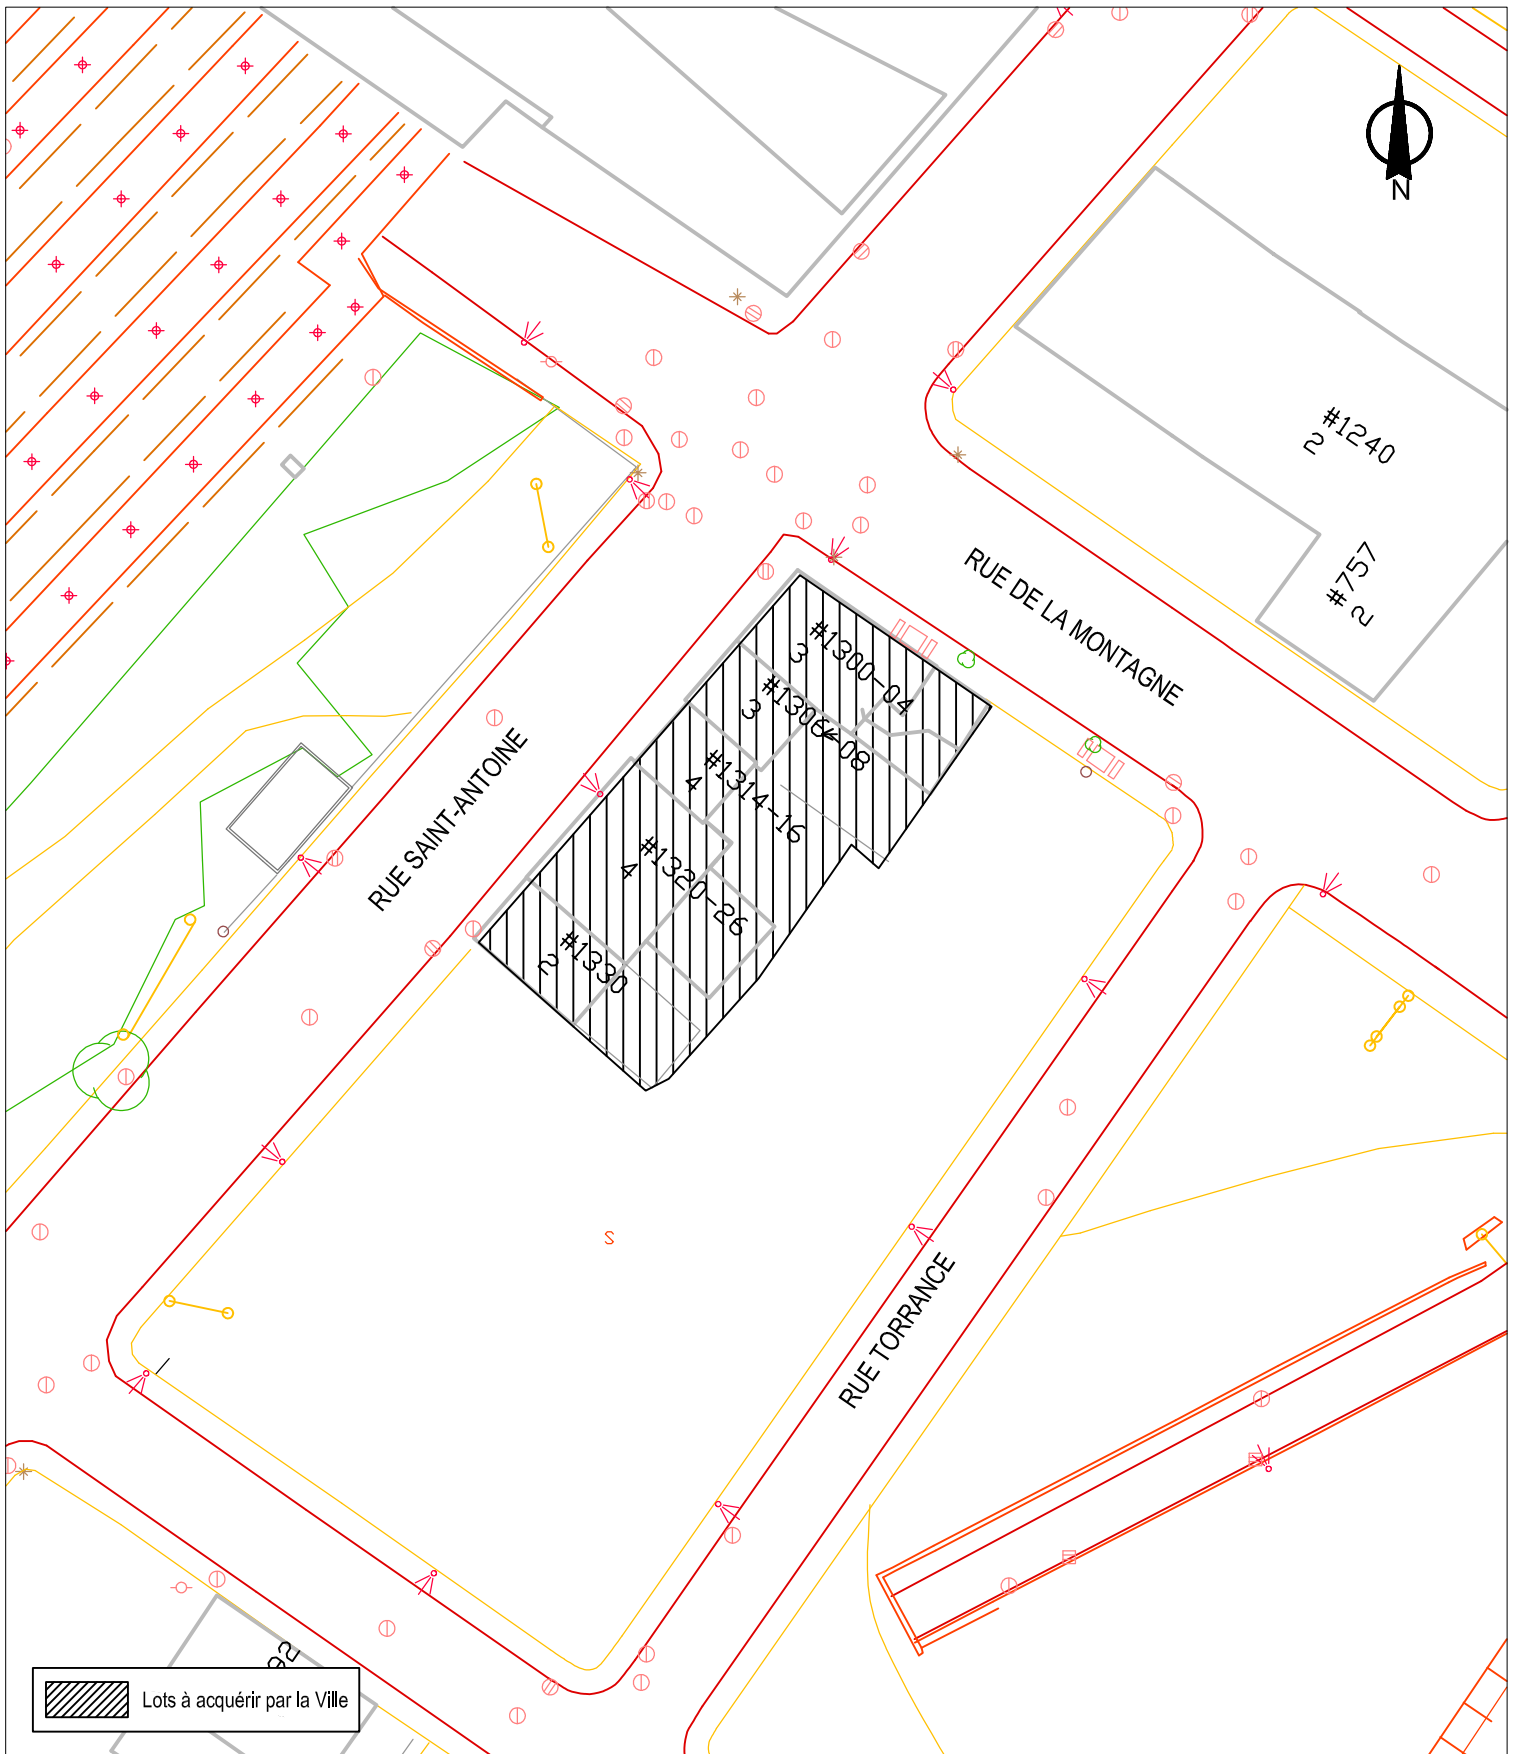 N
#1240
2
#757
2
RUE DE LA MONTAGNE
#1300-04
3
#1306-08
3
#1314-16
4
#1320-26
4
#1330
2
RUE SAINT-ANTOINE
S
RUE TORRANCE
92
Lots à acquérir par la Ville